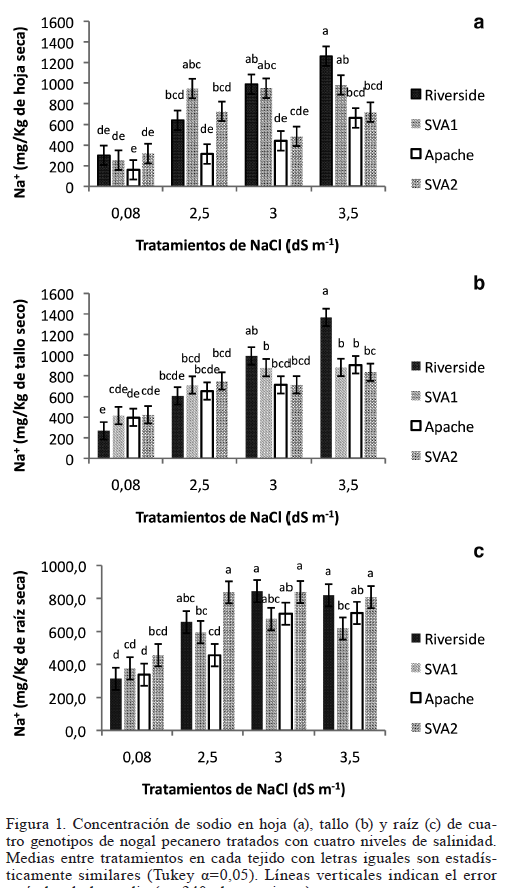 a
1600
1400
1200
1000
800
600
400
200
0
Na+ (mg/Kg de hoja seca)
de de e de
bcd abc de bcd
ab abc de cde
a ab bcd bcd
0,08 2,5 3 3,5
Tratamientos de NaCl (dS m-1)
Riverside
SVA1
Apache
SVA2
b
1600
1400
1200
1000
800
600
400
200
0
Na+ (mg/Kg de tallo seco)
e cde cde cde
bcde bcd bcde bcd
ab b bcd bcd
a b b bc
0,08 2,5 3 3,5
Tratamientos de NaCl (dS m-1)
Riverside
SVA1
Apache
SVA2
c
1000,0
800,0
600,0
400,0
200,0
0,0
Na+ (mg/Kg de raíz seca)
d cd d bcd
abc bc cd a
a abc ab a
a bc ab a
0,08 2,5 3 3,5
Tratamientos de NaCl (dS m-1)
Riverside
SVA1
Apache
SVA2
Figura 1. Concentración de sodio en hoja (a), tallo (b) y raíz (c) de cua-
tro genotipos de nogal pecanero tratados con cuatro niveles de salinidad.
Medias entre tratamientos en cada tejido con letras iguales son estadís-
ticamente similares (Tukey α=0,05). Líneas verticales indican el error